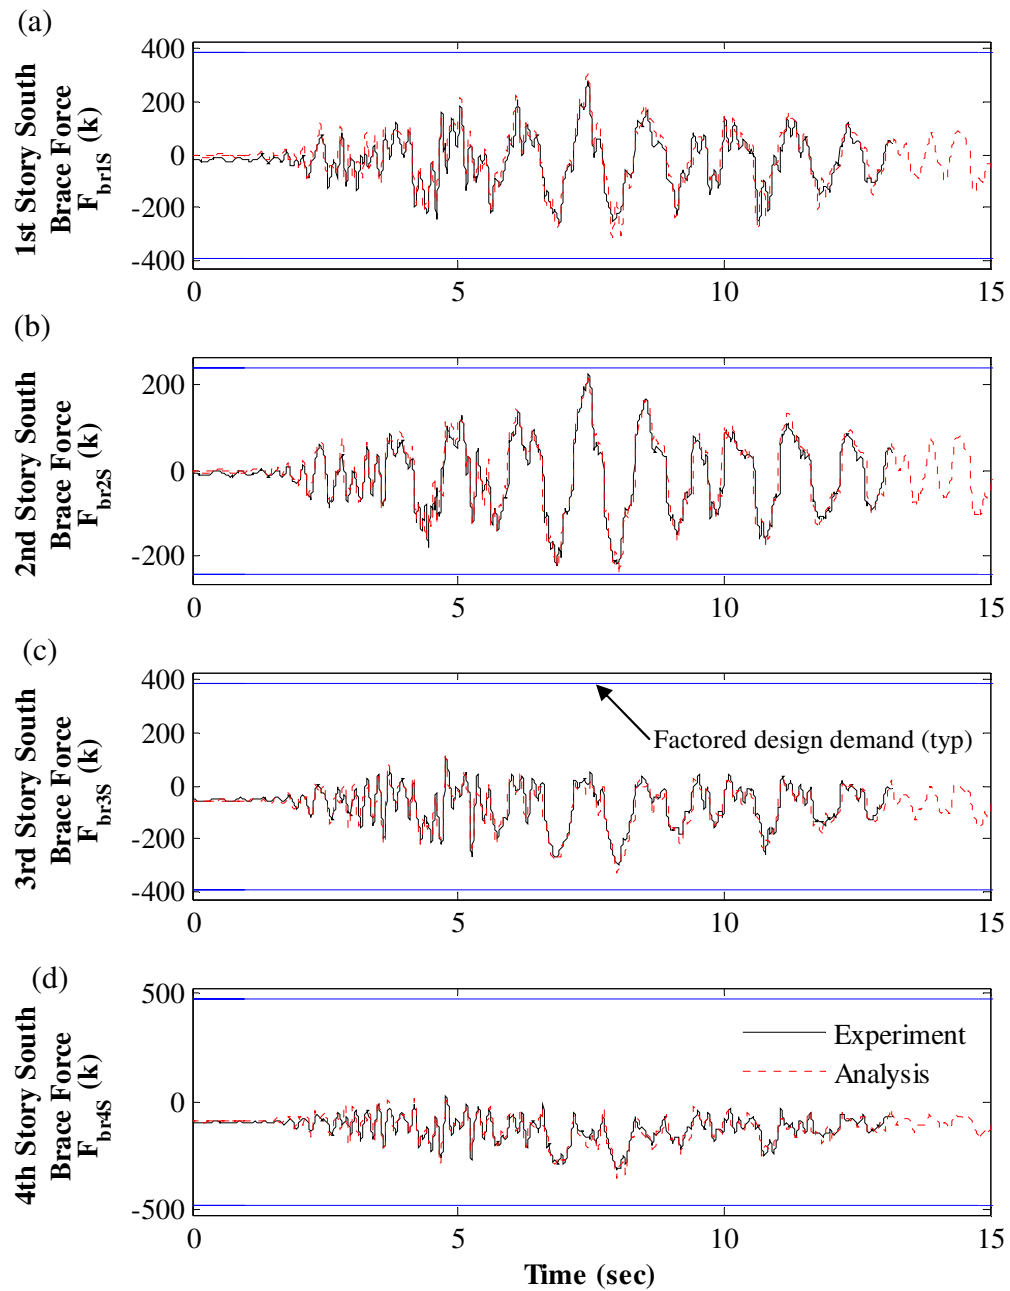 (a)
1st Story South
Brace Force
F_br1S (k)
400
200
0
-200
-400
0 5 10 15
(b)
2nd Story South
Brace Force
F_br2S (k)
200
0
-200
0 5 10 15
(c)
3rd Story South
Brace Force
F_br3S (k)
400
200
0
-200
-400
Factored design demand (typ)
0 5 10 15
(d)
4th Story South
Brace Force
F_br4S (k)
500
0
-500
Experiment
Analysis
0 5 10 15
Time (sec)